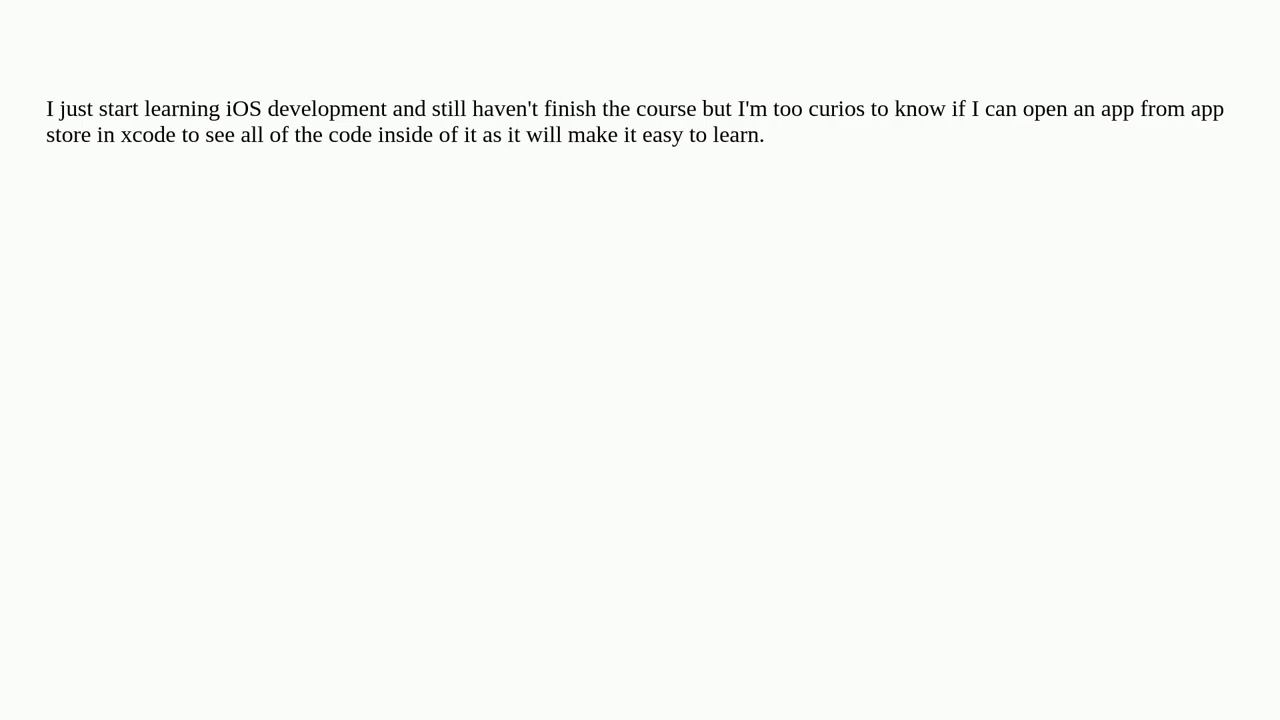 I just start learning iOS development and still haven't finish the course but I'm too curios to know if I can open an app from app
store in xcode to see all of the code inside of it as it will make it easy to learn.